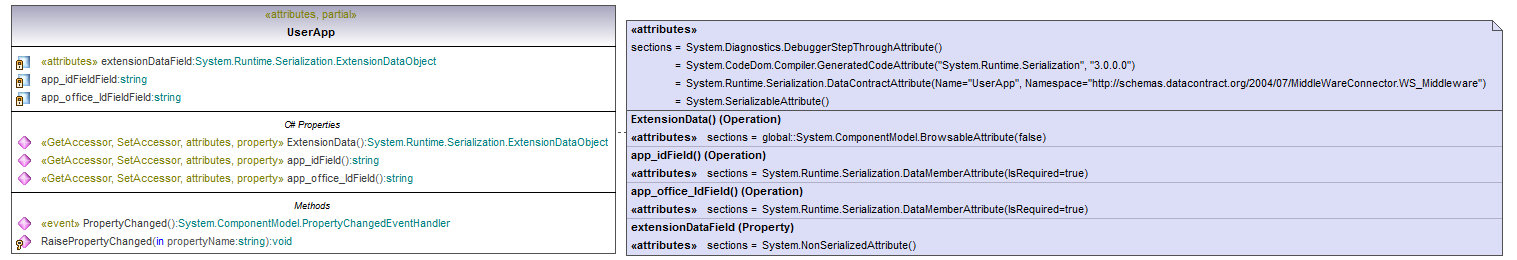 «attributes, partial»
UserApp
«attributes» extensionDataField:System.Runtime.Serialization.ExtensionDataObject
app_idFieldField:string
app_office_IdFieldField:string
C# Properties
«GetAccessor, SetAccessor, attributes, property» ExtensionData():System.Runtime.Serialization.ExtensionDataObject
«GetAccessor, SetAccessor, attributes, property» app_idField():string
«GetAccessor, SetAccessor, attributes, property» app_office_IdField():string
Methods
«event» PropertyChanged():System.ComponentModel.PropertyChangedEventHandler
RaisePropertyChanged(in propertyName:string):void
«attributes»
sections = System.Diagnostics.DebuggerStepThroughAttribute()
= System.CodeDom.Compiler.GeneratedCodeAttribute("System.Runtime.Serialization", "3.0.0.0")
= System.Runtime.Serialization.DataContractAttribute(Name="UserApp", Namespace="http://schemas.datacontract.org/2004/07/MiddleWareConnector.WS_Middleware")
= System.SerializableAttribute()
ExtensionData() (Operation)
«attributes» sections = global::System.ComponentModel.BrowsableAttribute(false)
app_idField() (Operation)
«attributes» sections = System.Runtime.Serialization.DataMemberAttribute(IsRequired=true)
app_office_IdField() (Operation)
«attributes» sections = System.Runtime.Serialization.DataMemberAttribute(IsRequired=true)
extensionDataField (Property)
«attributes» sections = System.NonSerializedAttribute()